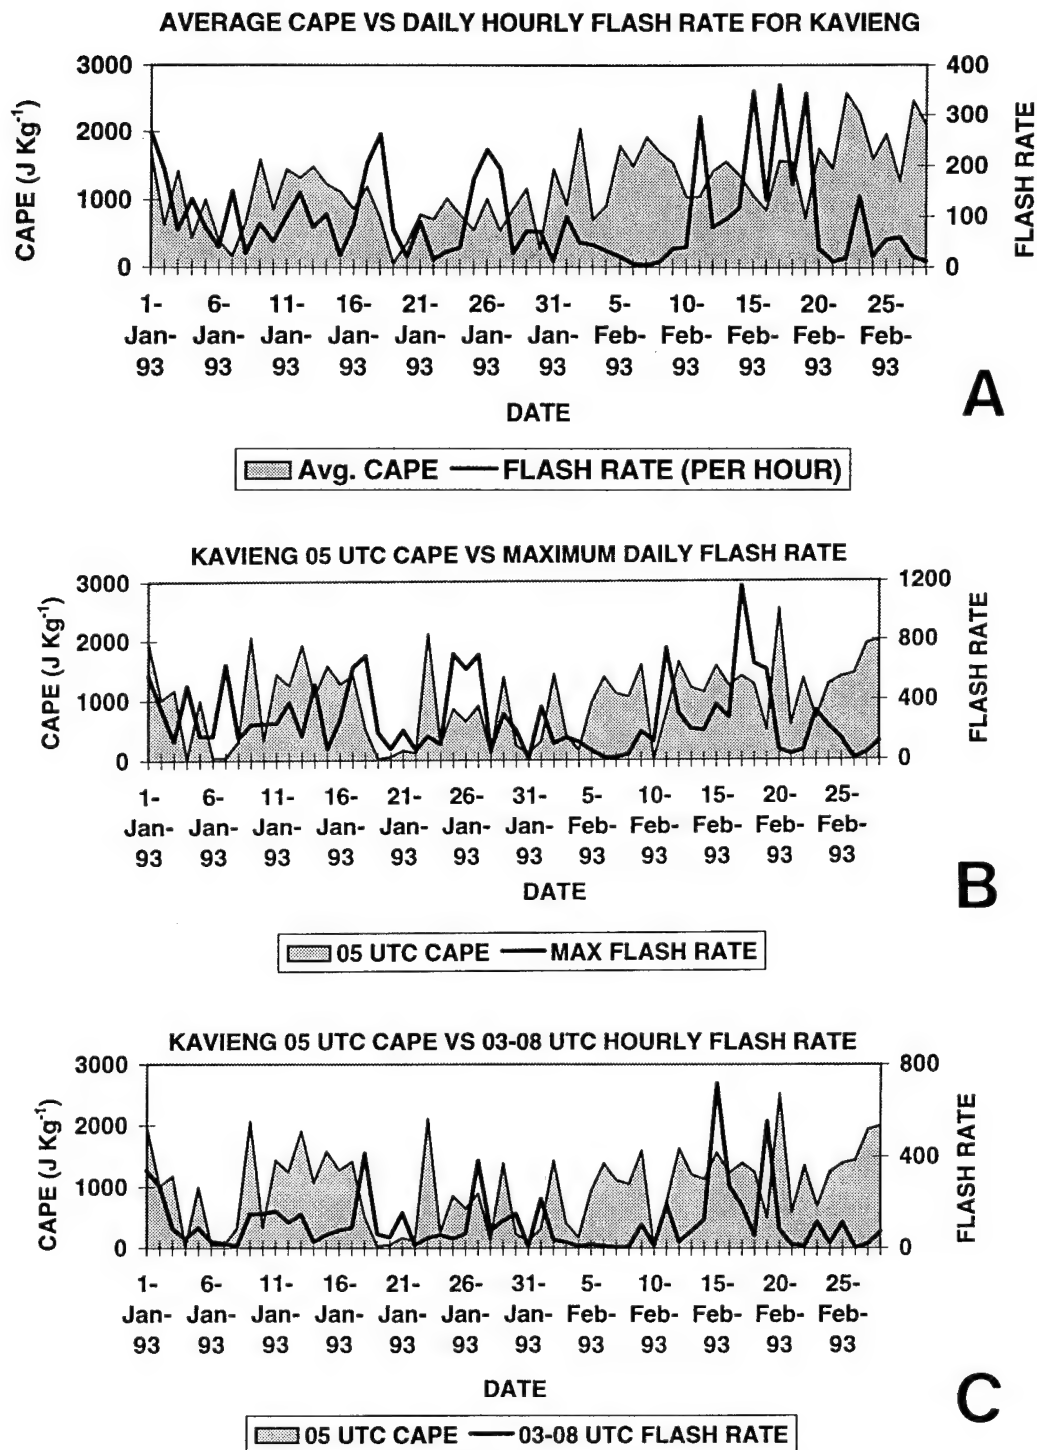 AVERAGE CAPE VS DAILY HOURLY FLASH RATE FOR KAVIENG
3000 400
2000 300
200
1000 100
0 0
CAPE (J Kg-1)
FLASH RATE
1- 6- 11- 16- 21- 26- 31- 5- 10- 15- 20- 25-
Jan- Jan- Jan- Jan- Jan- Jan- Jan- Feb- Feb- Feb- Feb- Feb-
93 93 93 93 93 93 93 93 93 93 93 93
DATE
A
Avg. CAPE FLASH RATE (PER HOUR)
KAVIENG 05 UTC CAPE VS MAXIMUM DAILY FLASH RATE
3000 1200
2000 800
1000 400
0 0
CAPE (J Kg-1)
FLASH RATE
1- 6- 11- 16- 21- 26- 31- 5- 10- 15- 20- 25-
Jan- Jan- Jan- Jan- Jan- Jan- Jan- Feb- Feb- Feb- Feb- Feb-
93 93 93 93 93 93 93 93 93 93 93 93
DATE
B
05 UTC CAPE MAX FLASH RATE
KAVIENG 05 UTC CAPE VS 03-08 UTC HOURLY FLASH RATE
3000 800
2000
1000 400
0 0
CAPE (J Kg-1)
FLASH RATE
1- 6- 11- 16- 21- 26- 31- 5- 10- 15- 20- 25-
Jan- Jan- Jan- Jan- Jan- Jan- Jan- Feb- Feb- Feb- Feb- Feb-
93 93 93 93 93 93 93 93 93 93 93 93
DATE
C
05 UTC CAPE 03-08 UTC FLASH RATE